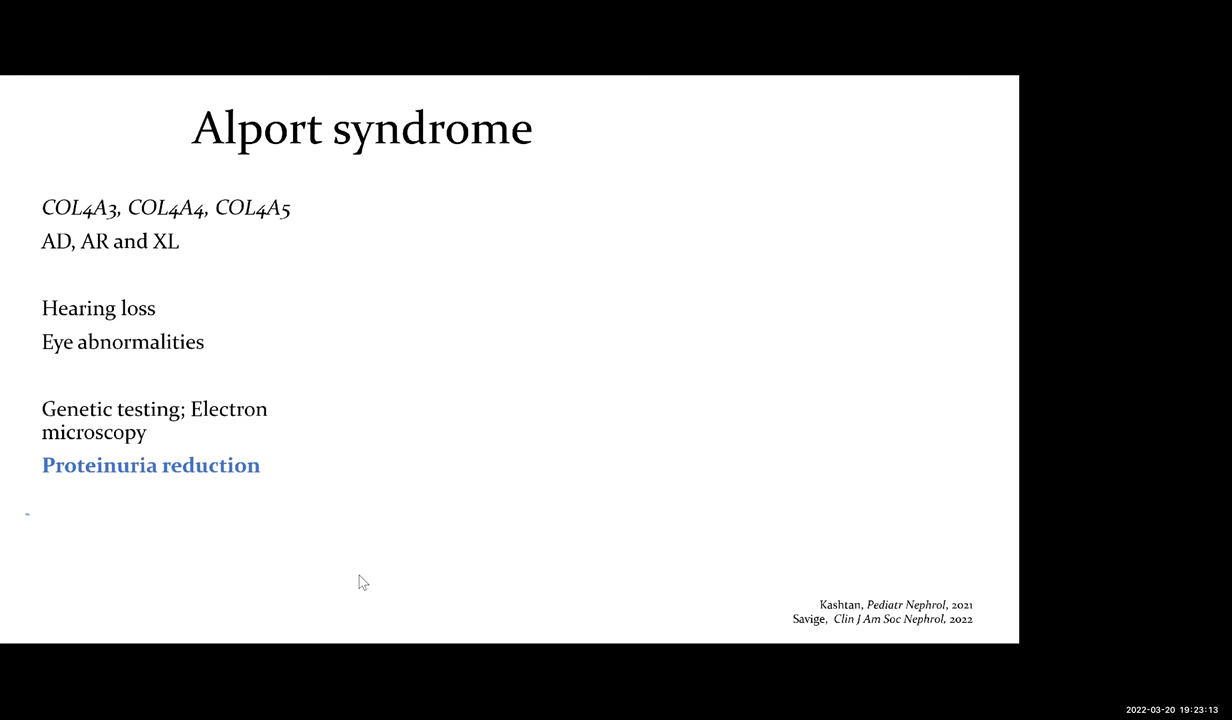 Alport syndrome
COL4A3, COL4A4, COL4A5
AD, AR and XL
Hearing loss
Eye abnormalities
Genetic testing; Electron
microscopy
Proteinuria reduction
Kashtan, Pediatr Nephrol, 2021
Savige, Clin J Am Soc Nephrol, 2022
2022-03-20 19:23:13